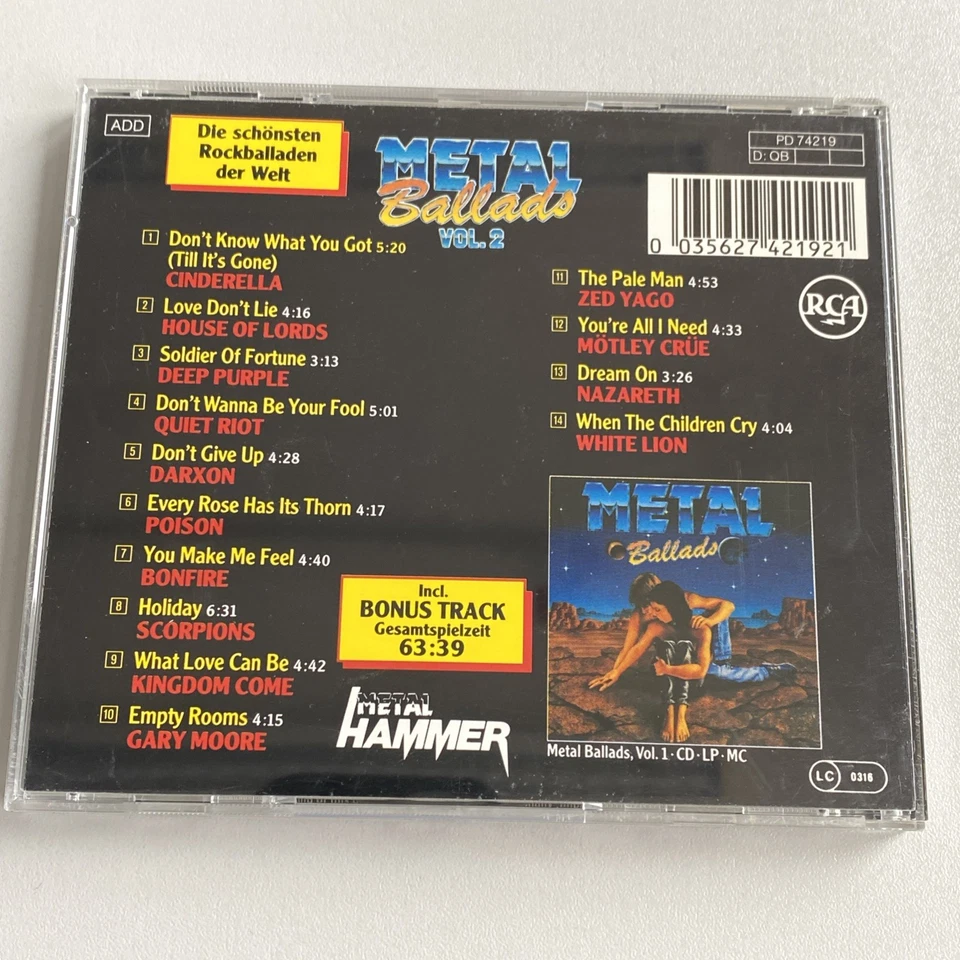 ADD
Die schönsten
Rockballaden
der Welt
METAL
Ballads
VOL. 2
PD 74219
D: QB
0 035627 421921
RCA
1 Don't Know What You Got 5:20
(Till It's Gone)
CINDERELLA
2 Love Don't Lie 4:16
HOUSE OF LORDS
3 Soldier Of Fortune 3:13
DEEP PURPLE
4 Don't Wanna Be Your Fool 5:01
QUIET RIOT
5 Don't Give Up 4:28
DARXON
6 Every Rose Has Its Thorn 4:17
POISON
7 You Make Me Feel 4:40
BONFIRE
8 Holiday 6:31
SCORPIONS
9 What Love Can Be 4:42
KINGDOM COME
10 Empty Rooms 4:15
GARY MOORE
11 The Pale Man 4:53
ZED YAGO
12 You're All I Need 4:33
MÖTLEY CRÜE
13 Dream On 3:26
NAZARETH
14 When The Children Cry 4:04
WHITE LION
Incl.
BONUS TRACK
Gesamtspielzeit
63:39
METAL
HAMMER
METAL
Ballads
Metal Ballads, Vol. 1 · CD · LP · MC
LC 0316